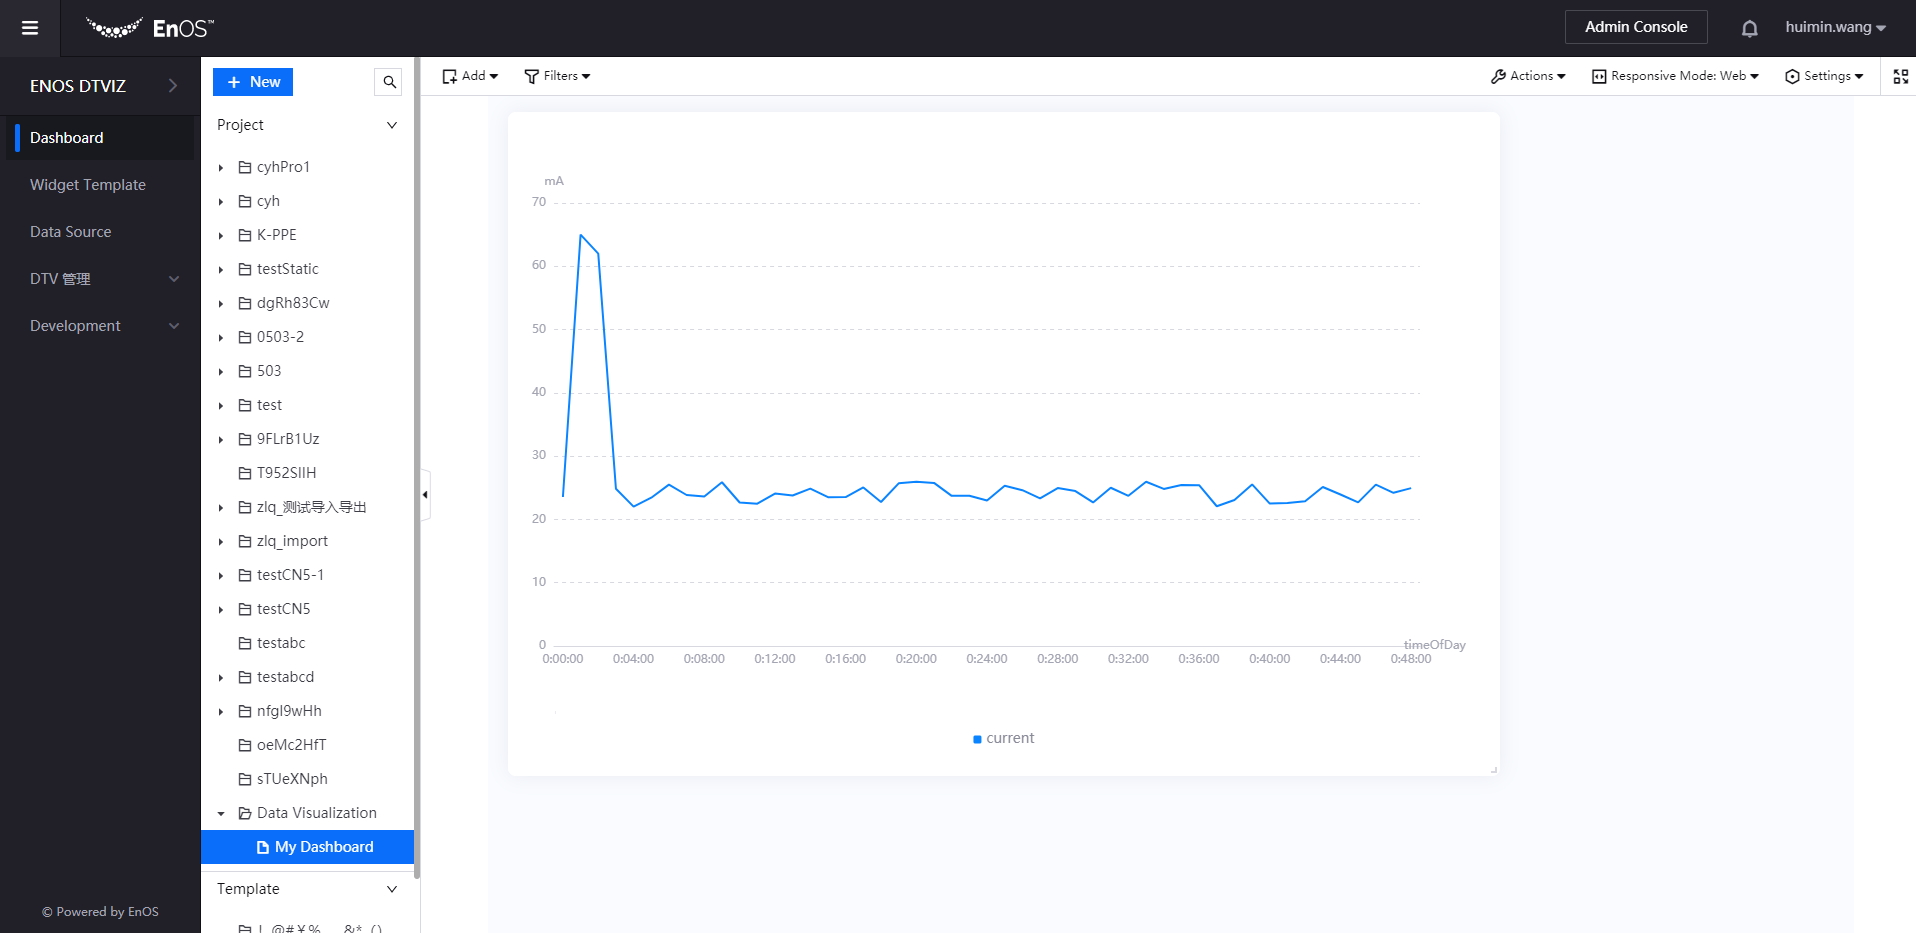 EnOS™
Admin Console
huimin.wang
ENOS DTVIZ
Dashboard
Widget Template
Data Source
DTV 管理
Development
© Powered by EnOS
New
Project
cyhPro1
cyh
K-PPE
testStatic
dgRh83Cw
0503-2
503
test
9FLrB1Uz
T952SIIH
zlq_测试导入导出
zlq_import
testCN5-1
testCN5
testabc
testabcd
nfgI9wHh
oeMc2HfT
sTUeXNph
Data Visualization
My Dashboard
Template
Add
Filters
Actions
Responsive Mode: Web
Settings
mA
70
60
50
40
30
20
10
0
timeOfDay
0:00:00 0:04:00 0:08:00 0:12:00 0:16:00 0:20:00 0:24:00 0:28:00 0:32:00 0:36:00 0:40:00 0:44:00 0:48:00
current